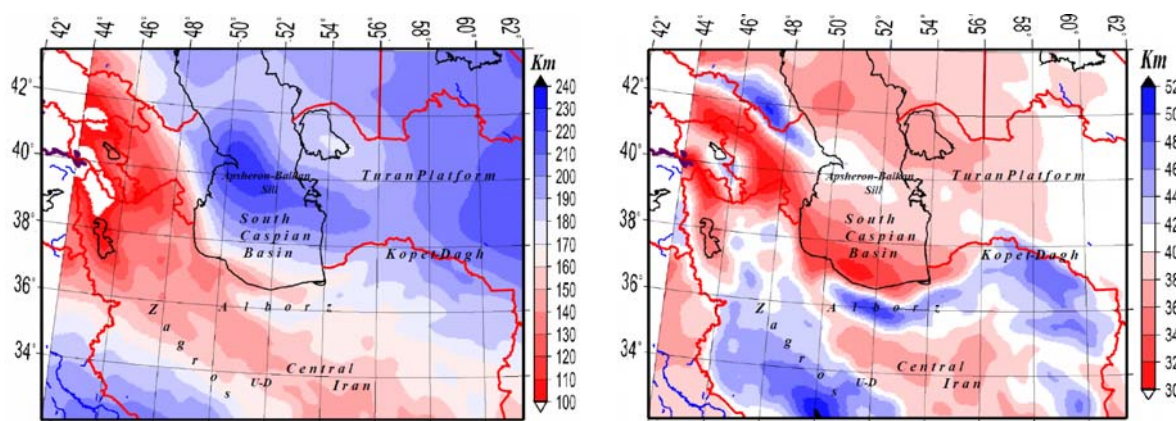 42° 44° 46° 48° 50° 52° 54° 56° 58° 60° 62°
42°
40°
38°
36°
34°
Apsheron-Balkan
Sill
Turan Platform
South
Caspian
Basin
Kopet-Dagh
Alborz
Zagros
U-D
Central
Iran
Km
240
230
220
210
200
190
180
170
160
150
140
130
120
110
100
42° 44° 46° 48° 50° 52° 54° 56° 58° 60° 62°
42°
40°
38°
36°
34°
Apsheron-Balkan
Sill
Turan Platform
South
Caspian
Basin
Kopet-Dagh
Alborz
Zagros
U-D
Central
Iran
Km
52
50
48
46
44
42
40
38
36
34
32
30